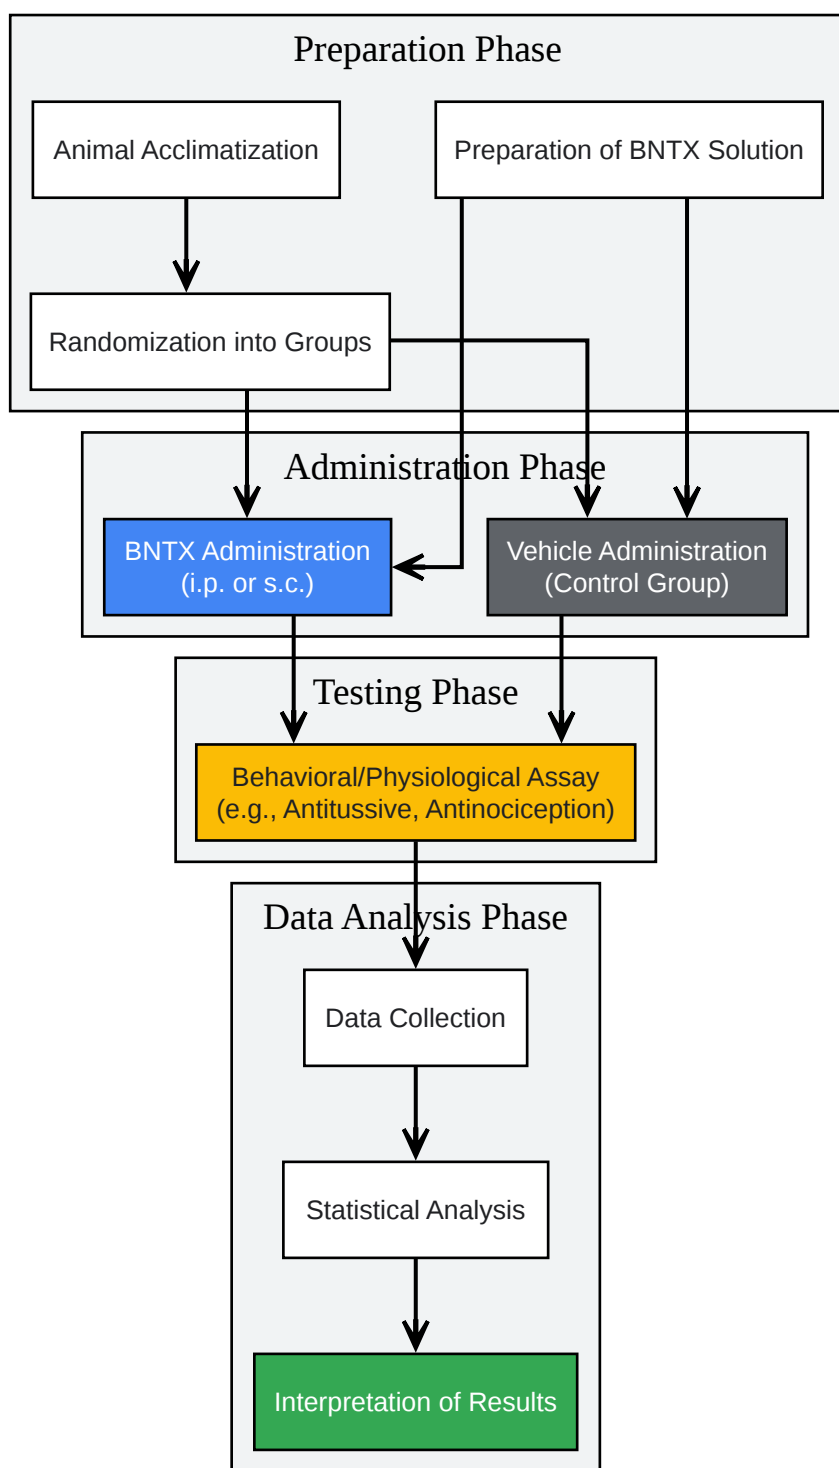 Preparation Phase
Animal Acclimatization
Preparation of BNTX Solution
Randomization into Groups
Administration Phase
BNTX Administration
(i.p. or s.c.)
Vehicle Administration
(Control Group)
Testing Phase
Behavioral/Physiological Assay
(e.g., Antitussive, Antinociception)
Data Analysis Phase
Data Collection
Statistical Analysis
Interpretation of Results